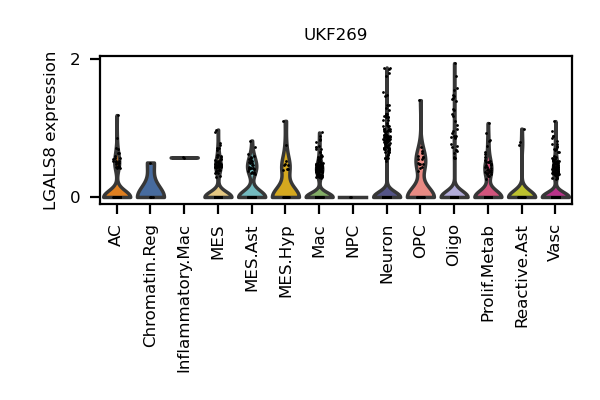 UKF269
LGALS8 expression
2
0
AC
Chromatin.Reg
Inflammatory.Mac
MES
MES.Ast
MES.Hyp
Mac
NPC
Neuron
OPC
Oligo
Prolif.Metab
Reactive.Ast
Vasc